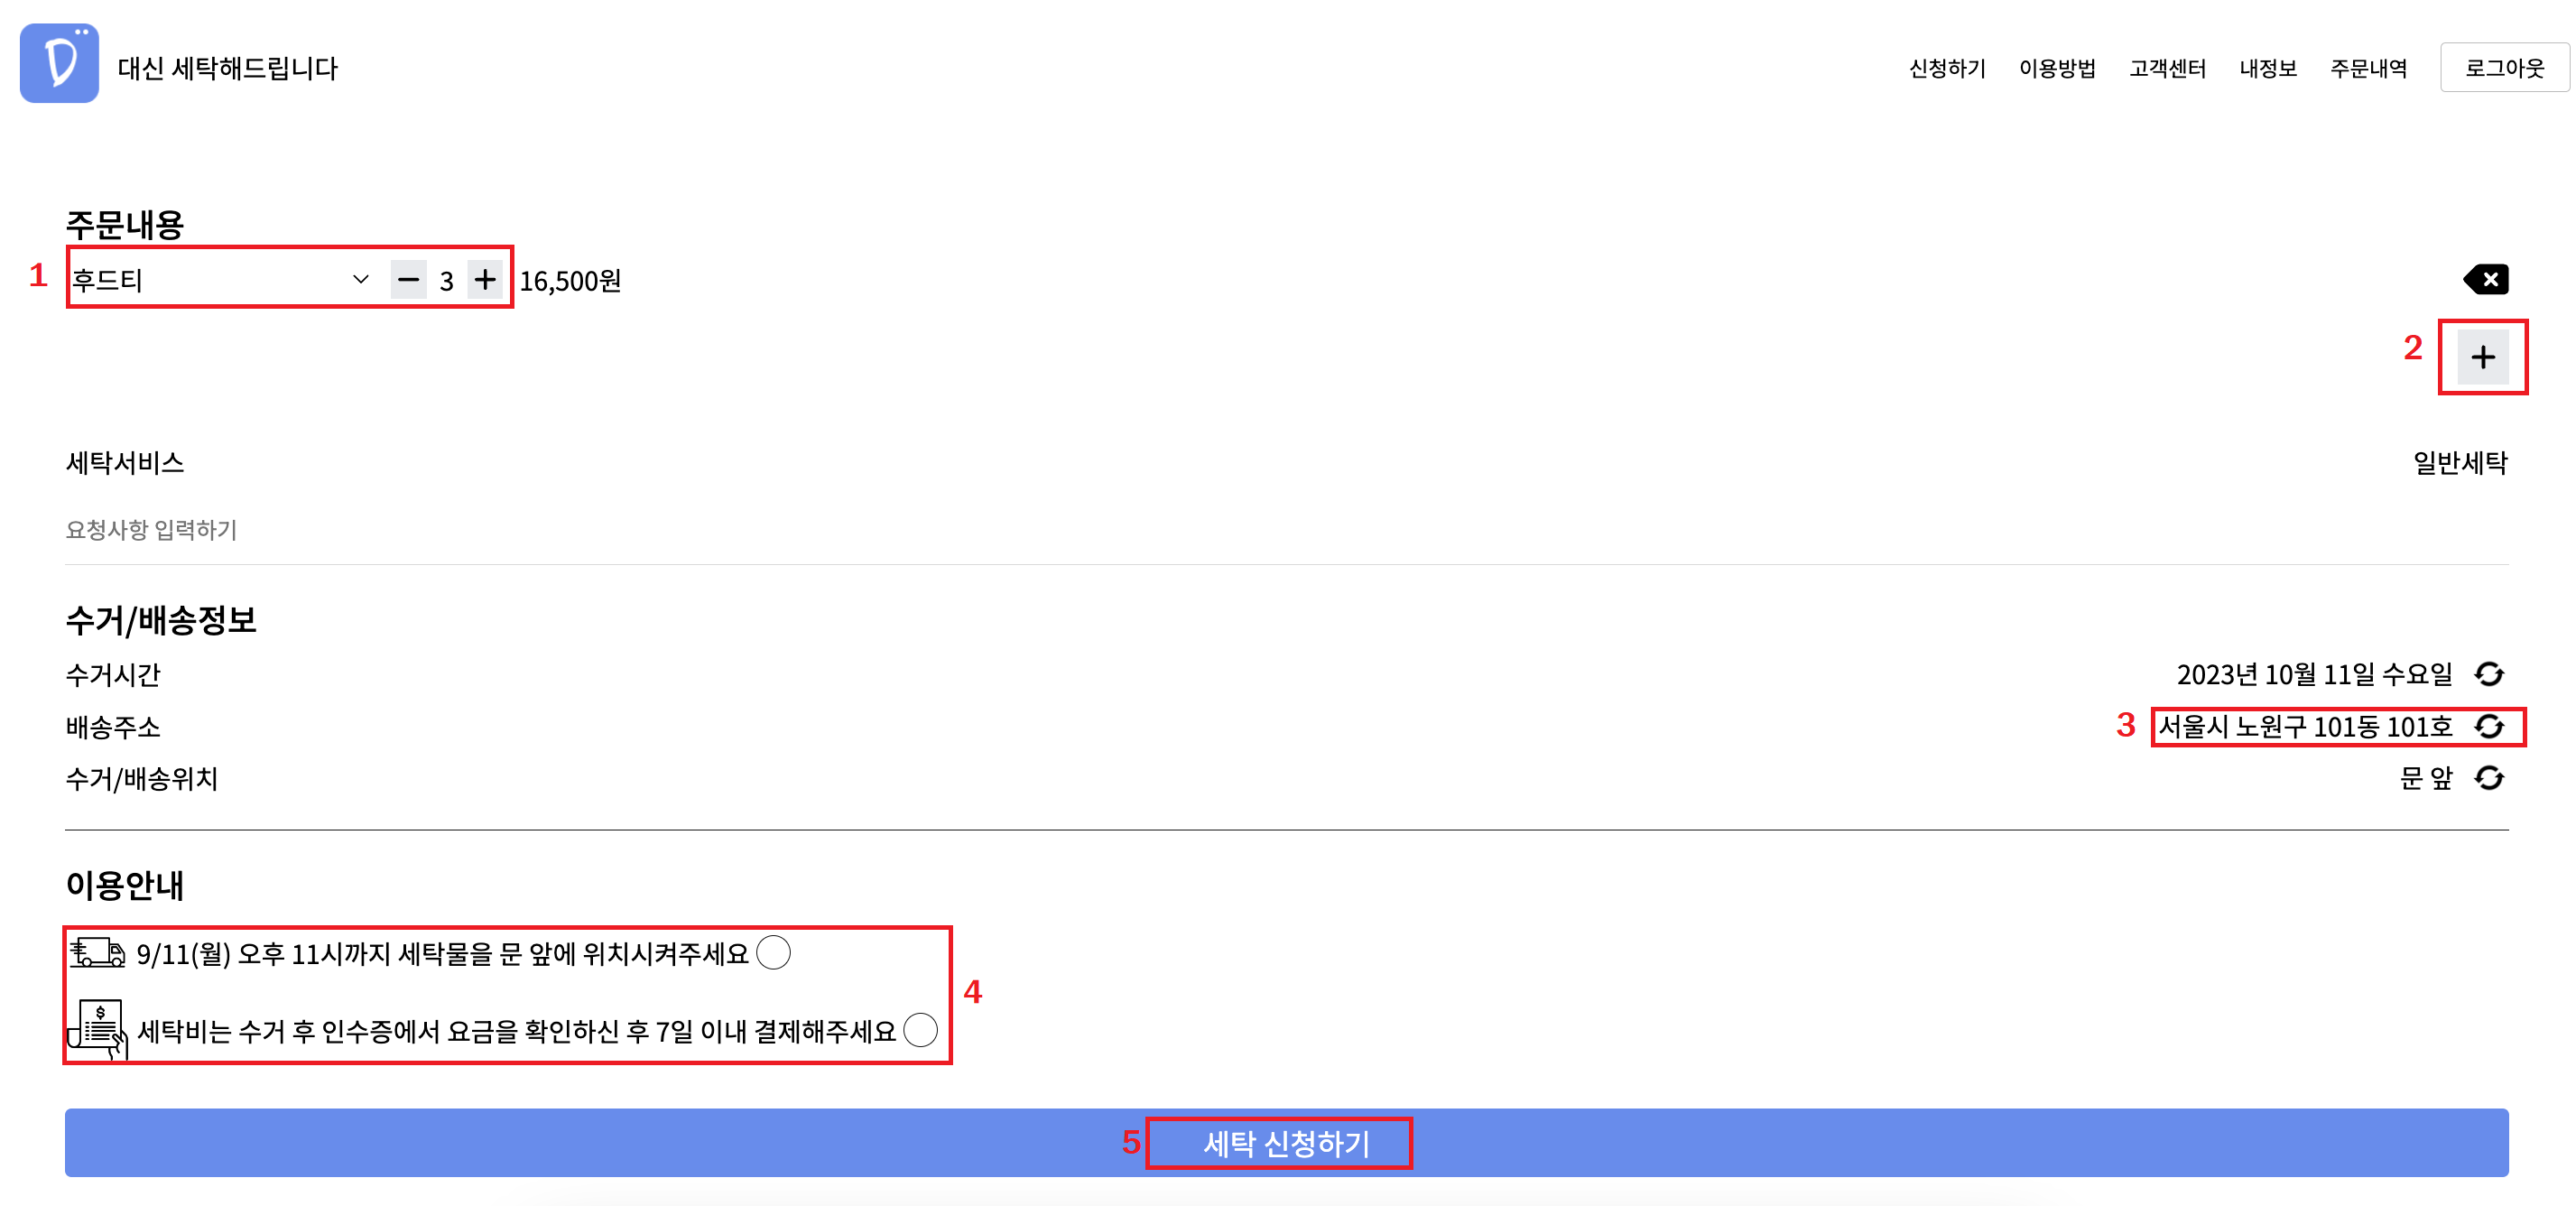 D 대신 세탁해드립니다 신청하기 이용방법 고객센터 내정보 주문내역 로그아웃
주문내용
1 후드티 − 3 + 16,500원
2 +
세탁서비스 일반세탁
요청사항 입력하기
수거/배송정보
수거시간 2023년 10월 11일 수요일
배송주소 3 서울시 노원구 101동 101호
수거/배송위치 문 앞
이용안내
9/11(월) 오후 11시까지 세탁물을 문 앞에 위치시켜주세요
4
$ 세탁비는 수거 후 인수증에서 요금을 확인하신 후 7일 이내 결제해주세요
5 세탁 신청하기